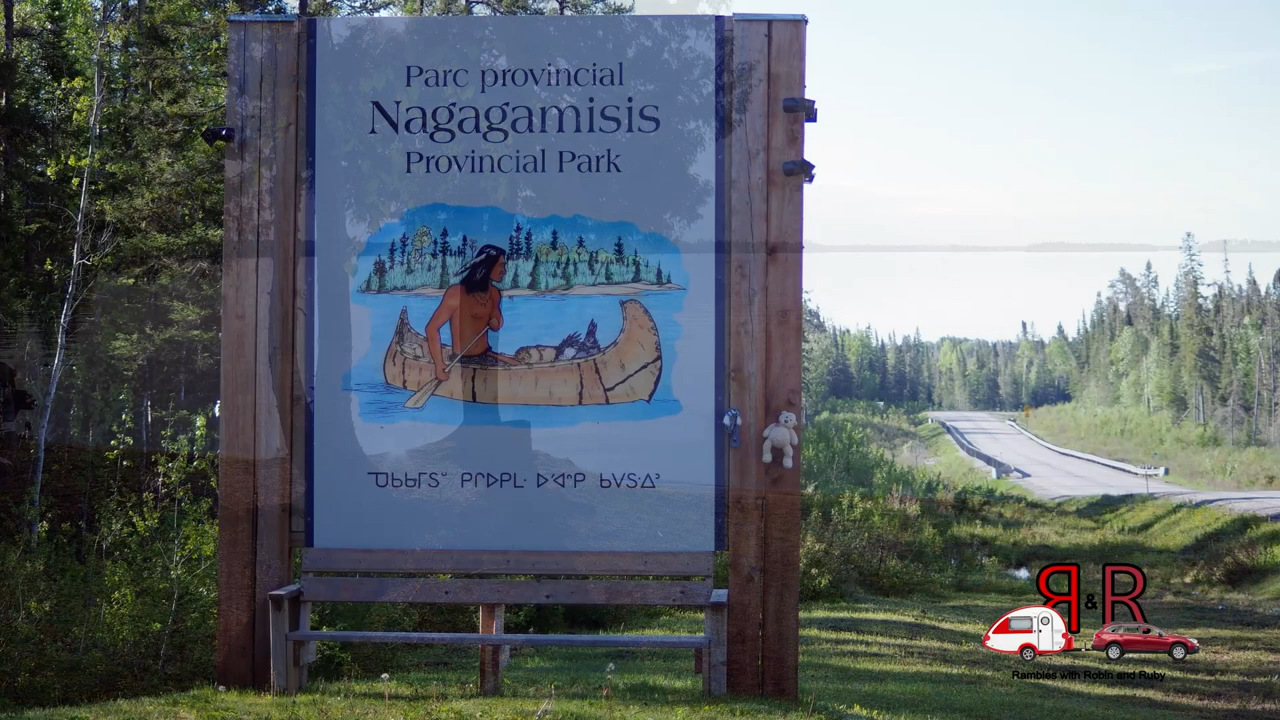 Parc provincial
Nagagamisis
Provincial Park
R & R
Rambles with Robin and Ruby